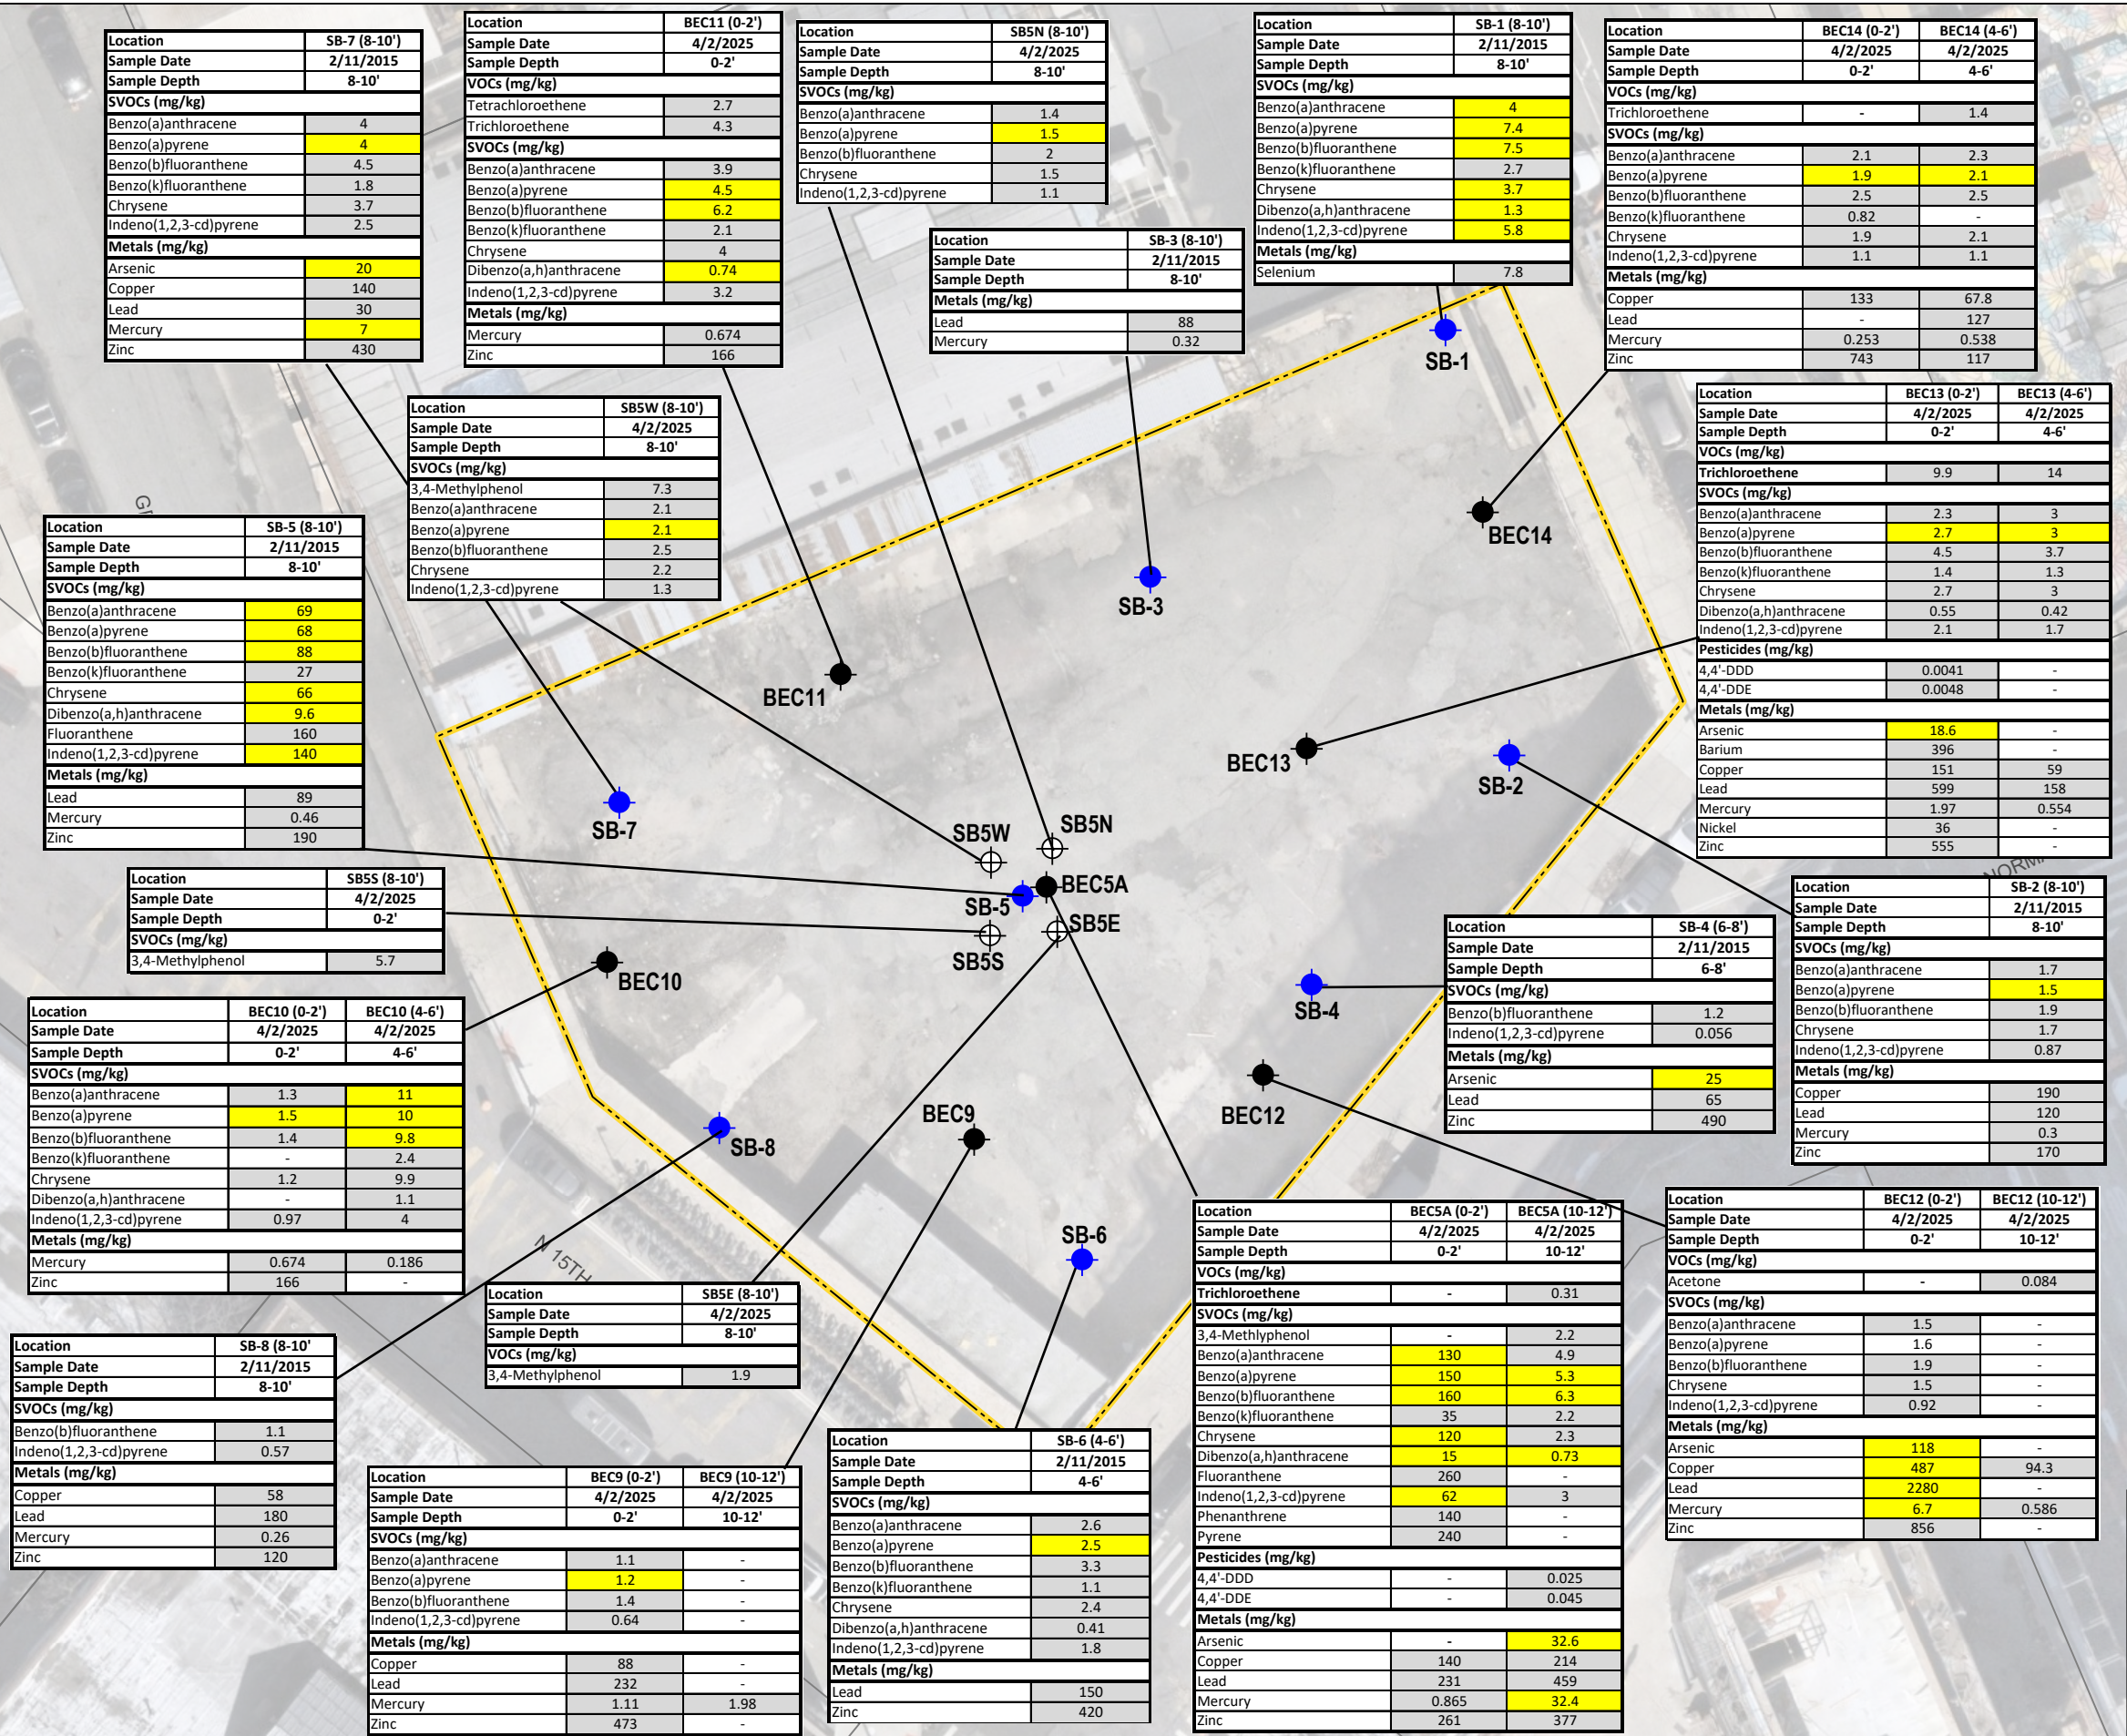 Location SB-7 (8-10')
Sample Date 2/11/2015
Sample Depth 8-10'
SVOCs (mg/kg)
Benzo(a)anthracene 4
Benzo(a)pyrene 4
Benzo(b)fluoranthene 4.5
Benzo(k)fluoranthene 1.8
Chrysene 3.7
Indeno(1,2,3-cd)pyrene 2.5
Metals (mg/kg)
Arsenic 20
Copper 140
Lead 30
Mercury 7
Zinc 430
Location BEC11 (0-2')
Sample Date 4/2/2025
Sample Depth 0-2'
VOCs (mg/kg)
Tetrachloroethene 2.7
Trichloroethene 4.3
SVOCs (mg/kg)
Benzo(a)anthracene 3.9
Benzo(a)pyrene 4.5
Benzo(b)fluoranthene 6.2
Benzo(k)fluoranthene 2.1
Chrysene 4
Dibenzo(a,h)anthracene 0.74
Indeno(1,2,3-cd)pyrene 3.2
Metals (mg/kg)
Mercury 0.674
Zinc 166
Location SB5N (8-10')
Sample Date 4/2/2025
Sample Depth 8-10'
SVOCs (mg/kg)
Benzo(a)anthracene 1.4
Benzo(a)pyrene 1.5
Benzo(b)fluoranthene 2
Chrysene 1.5
Indeno(1,2,3-cd)pyrene 1.1
Location SB-3 (8-10')
Sample Date 2/11/2015
Sample Depth 8-10'
Metals (mg/kg)
Lead 88
Mercury 0.32
Location SB-1 (8-10')
Sample Date 2/11/2015
Sample Depth 8-10'
SVOCs (mg/kg)
Benzo(a)anthracene 4
Benzo(a)pyrene 7.4
Benzo(b)fluoranthene 7.5
Benzo(k)fluoranthene 2.7
Chrysene 3.7
Dibenzo(a,h)anthracene 1.3
Indeno(1,2,3-cd)pyrene 5.8
Metals (mg/kg)
Selenium 7.8
Location BEC14 (0-2') BEC14 (4-6')
Sample Date 4/2/2025 4/2/2025
Sample Depth 0-2' 4-6'
VOCs (mg/kg)
Trichloroethene - 1.4
SVOCs (mg/kg)
Benzo(a)anthracene 2.1 2.3
Benzo(a)pyrene 1.9 2.1
Benzo(b)fluoranthene 2.5 2.5
Benzo(k)fluoranthene 0.82 -
Chrysene 1.9 2.1
Indeno(1,2,3-cd)pyrene 1.1 1.1
Metals (mg/kg)
Copper 133 67.8
Lead - 127
Mercury 0.253 0.538
Zinc 743 117
Location SB5W (8-10')
Sample Date 4/2/2025
Sample Depth 8-10'
SVOCs (mg/kg)
3,4-Methylphenol 7.3
Benzo(a)anthracene 2.1
Benzo(a)pyrene 2.1
Benzo(b)fluoranthene 2.5
Chrysene 2.2
Indeno(1,2,3-cd)pyrene 1.3
Location BEC13 (0-2') BEC13 (4-6')
Sample Date 4/2/2025 4/2/2025
Sample Depth 0-2' 4-6'
VOCs (mg/kg)
Trichloroethene 9.9 14
SVOCs (mg/kg)
Benzo(a)anthracene 2.3 3
Benzo(a)pyrene 2.7 3
Benzo(b)fluoranthene 4.5 3.7
Benzo(k)fluoranthene 1.4 1.3
Chrysene 2.7 3
Dibenzo(a,h)anthracene 0.55 0.42
Indeno(1,2,3-cd)pyrene 2.1 1.7
Pesticides (mg/kg)
4,4'-DDD 0.0041 -
4,4'-DDE 0.0048 -
Metals (mg/kg)
Arsenic 18.6 -
Barium 396 -
Copper 151 59
Lead 599 158
Mercury 1.97 0.554
Nickel 36 -
Zinc 555 -
Location SB-5 (8-10')
Sample Date 2/11/2015
Sample Depth 8-10'
SVOCs (mg/kg)
Benzo(a)anthracene 69
Benzo(a)pyrene 68
Benzo(b)fluoranthene 88
Benzo(k)fluoranthene 27
Chrysene 66
Dibenzo(a,h)anthracene 9.6
Fluoranthene 160
Indeno(1,2,3-cd)pyrene 140
Metals (mg/kg)
Lead 89
Mercury 0.46
Zinc 190
SB-1
BEC14
SB-3
BEC11
BEC13
SB-2
SB-7
SB5W
SB5N
BEC5A
SB-5
SB5E
SB5S
BEC10
SB-4
BEC12
BEC9
SB-8
SB-6
N 15TH
NORM
Location SB5S (8-10')
Sample Date 4/2/2025
Sample Depth 0-2'
SVOCs (mg/kg)
3,4-Methylphenol 5.7
Location SB-4 (6-8')
Sample Date 2/11/2015
Sample Depth 6-8'
SVOCs (mg/kg)
Benzo(b)fluoranthene 1.2
Indeno(1,2,3-cd)pyrene 0.056
Metals (mg/kg)
Arsenic 25
Lead 65
Zinc 490
Location SB-2 (8-10')
Sample Date 2/11/2015
Sample Depth 8-10'
SVOCs (mg/kg)
Benzo(a)anthracene 1.7
Benzo(a)pyrene 1.5
Benzo(b)fluoranthene 1.9
Chrysene 1.7
Indeno(1,2,3-cd)pyrene 0.87
Metals (mg/kg)
Copper 190
Lead 120
Mercury 0.3
Zinc 170
Location BEC10 (0-2') BEC10 (4-6')
Sample Date 4/2/2025 4/2/2025
Sample Depth 0-2' 4-6'
SVOCs (mg/kg)
Benzo(a)anthracene 1.3 11
Benzo(a)pyrene 1.5 10
Benzo(b)fluoranthene 1.4 9.8
Benzo(k)fluoranthene - 2.4
Chrysene 1.2 9.9
Dibenzo(a,h)anthracene - 1.1
Indeno(1,2,3-cd)pyrene 0.97 4
Metals (mg/kg)
Mercury 0.674 0.186
Zinc 166 -
Location SB5E (8-10')
Sample Date 4/2/2025
Sample Depth 8-10'
VOCs (mg/kg)
3,4-Methylphenol 1.9
Location BEC5A (0-2') BEC5A (10-12')
Sample Date 4/2/2025 4/2/2025
Sample Depth 0-2' 10-12'
VOCs (mg/kg)
Trichloroethene - 0.31
SVOCs (mg/kg)
3,4-Methlyphenol - 2.2
Benzo(a)anthracene 130 4.9
Benzo(a)pyrene 150 5.3
Benzo(b)fluoranthene 160 6.3
Benzo(k)fluoranthene 35 2.2
Chrysene 120 2.3
Dibenzo(a,h)anthracene 15 0.73
Fluoranthene 260 -
Indeno(1,2,3-cd)pyrene 62 3
Phenanthrene 140 -
Pyrene 240 -
Pesticides (mg/kg)
4,4'-DDD - 0.025
4,4'-DDE - 0.045
Metals (mg/kg)
Arsenic - 32.6
Copper 140 214
Lead 231 459
Mercury 0.865 32.4
Zinc 261 377
Location BEC12 (0-2') BEC12 (10-12')
Sample Date 4/2/2025 4/2/2025
Sample Depth 0-2' 10-12'
VOCs (mg/kg)
Acetone - 0.084
SVOCs (mg/kg)
Benzo(a)anthracene 1.5 -
Benzo(a)pyrene 1.6 -
Benzo(b)fluoranthene 1.9 -
Chrysene 1.5 -
Indeno(1,2,3-cd)pyrene 0.92 -
Metals (mg/kg)
Arsenic 118 -
Copper 487 94.3
Lead 2280 -
Mercury 6.7 0.586
Zinc 856 -
Location SB-8 (8-10'
Sample Date 2/11/2015
Sample Depth 8-10'
SVOCs (mg/kg)
Benzo(b)fluoranthene 1.1
Indeno(1,2,3-cd)pyrene 0.57
Metals (mg/kg)
Copper 58
Lead 180
Mercury 0.26
Zinc 120
Location BEC9 (0-2') BEC9 (10-12')
Sample Date 4/2/2025 4/2/2025
Sample Depth 0-2' 10-12'
SVOCs (mg/kg)
Benzo(a)anthracene 1.1 -
Benzo(a)pyrene 1.2 -
Benzo(b)fluoranthene 1.4 -
Indeno(1,2,3-cd)pyrene 0.64 -
Metals (mg/kg)
Copper 88 -
Lead 232 -
Mercury 1.11 1.98
Zinc 473 -
Location SB-6 (4-6')
Sample Date 2/11/2015
Sample Depth 4-6'
SVOCs (mg/kg)
Benzo(a)anthracene 2.6
Benzo(a)pyrene 2.5
Benzo(b)fluoranthene 3.3
Benzo(k)fluoranthene 1.1
Chrysene 2.4
Dibenzo(a,h)anthracene 0.41
Indeno(1,2,3-cd)pyrene 1.8
Metals (mg/kg)
Lead 150
Zinc 420